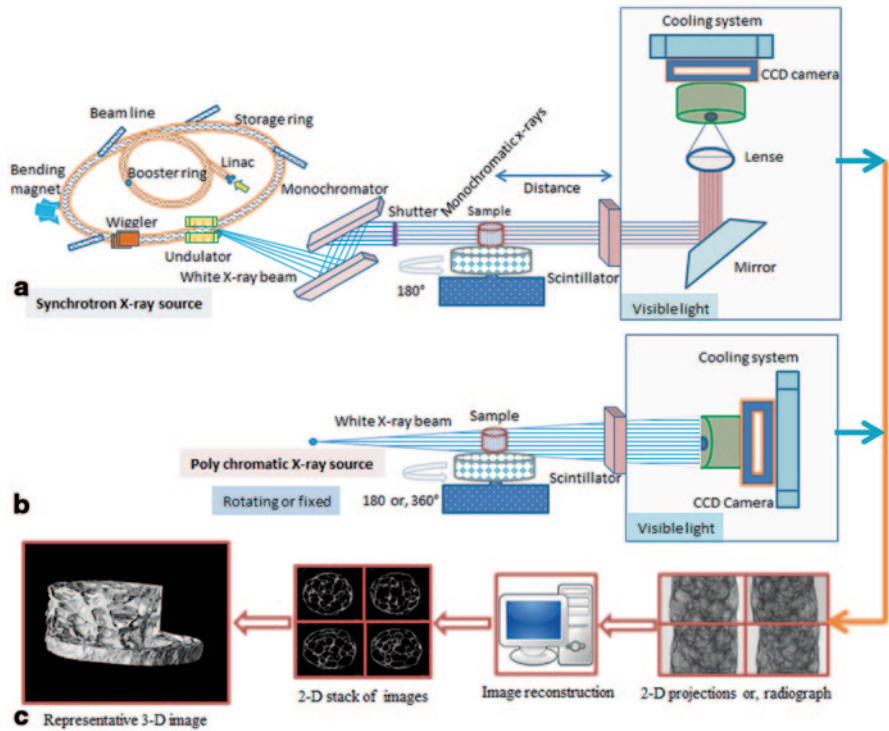 Cooling system
CCD camera
Lense
Mirror
Visible light
Beam line
Storage ring
Linac
Booster ring
Bending
magnet
Wiggler
Undulator
Monochromator
White X-ray beam
Shutter
Monochromatic x-rays
Sample
Distance
Scintillator
180°
a
Synchrotron X-ray source
Cooling system
White X-ray beam
Sample
Poly chromatic X-ray source
Scintillator
Rotating or fixed
180 or, 360°
CCD Camera
Visible light
b
2-D stack of
images
Image reconstruction
2-D projections or, radiograph
c
Representative 3-D image